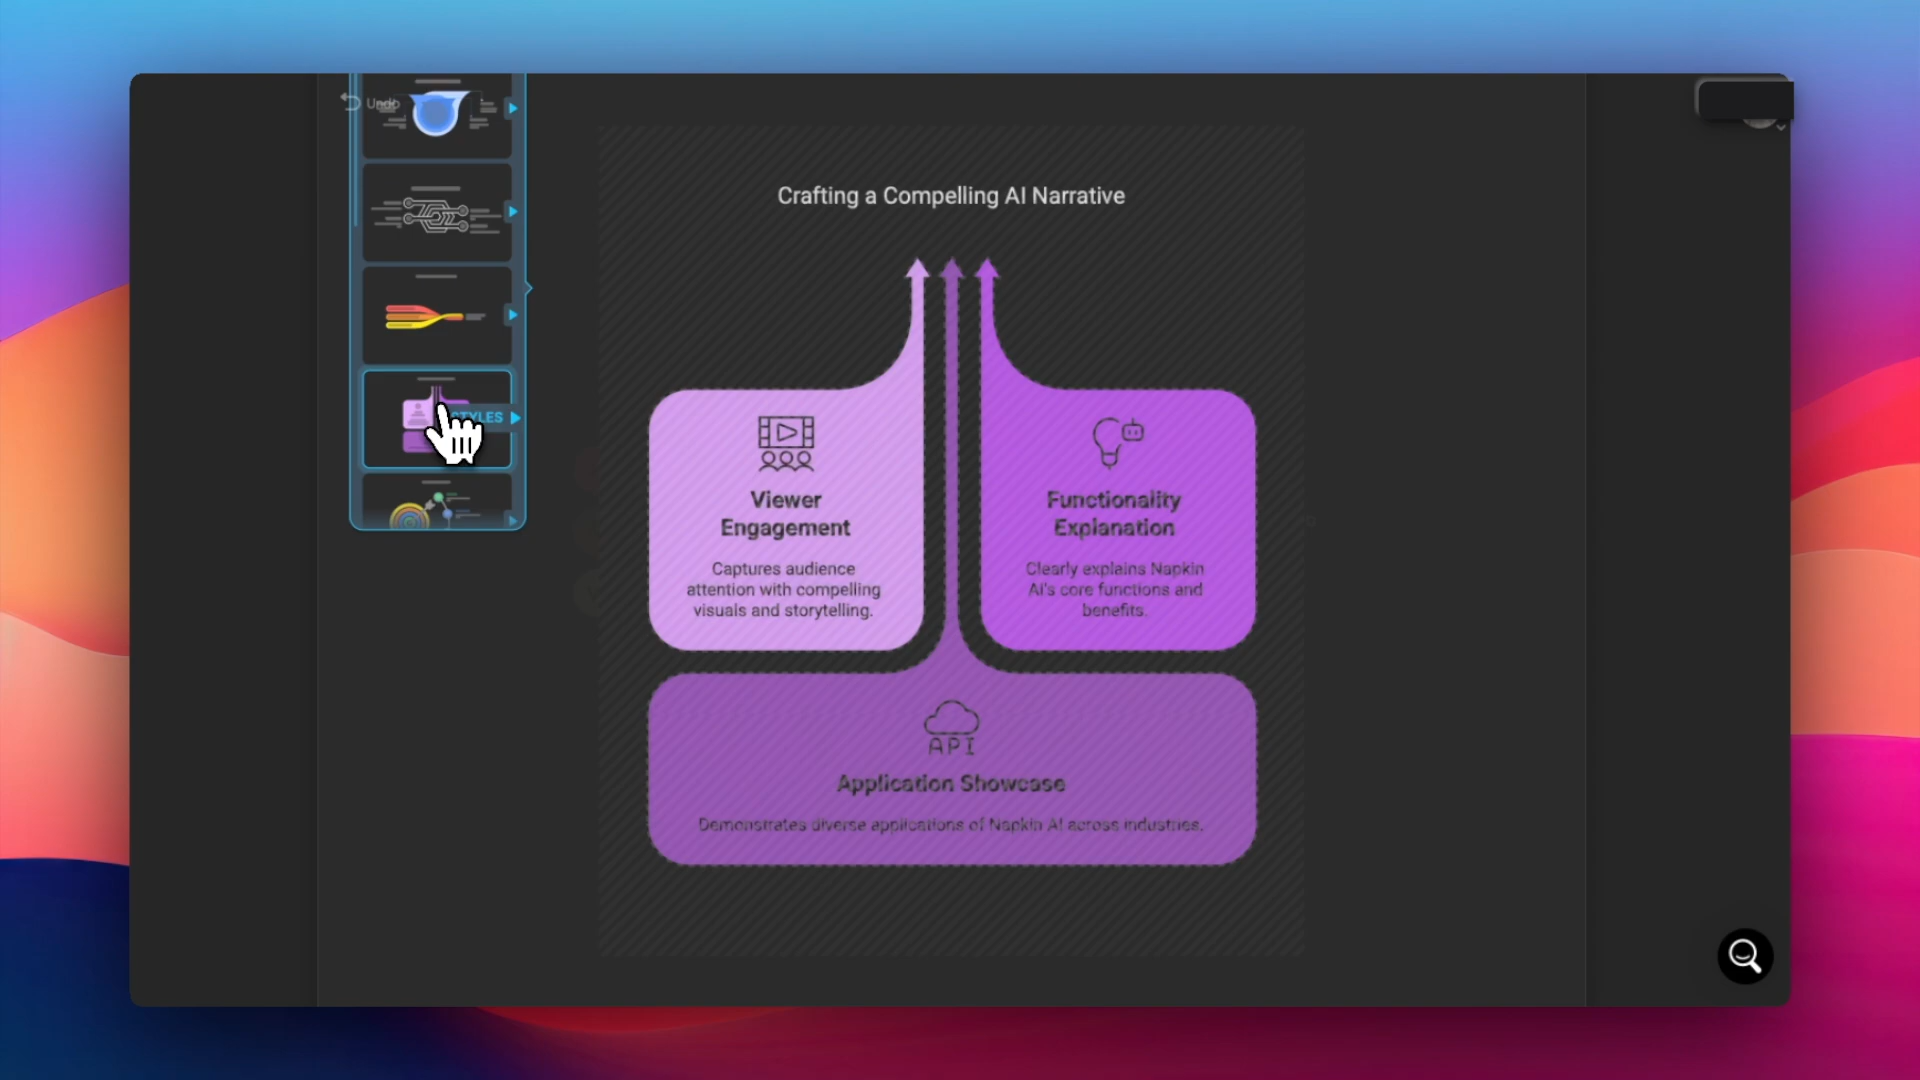 Undo
Crafting a Compelling AI Narrative
STYLES
Viewer
Engagement
Captures audience
attention with compelling
visuals and storytelling.
Functionality
Explanation
Clearly explains Napkin
AI's core functions and
benefits.
API
Application Showcase
Demonstrates diverse applications of Napkin AI across industries.